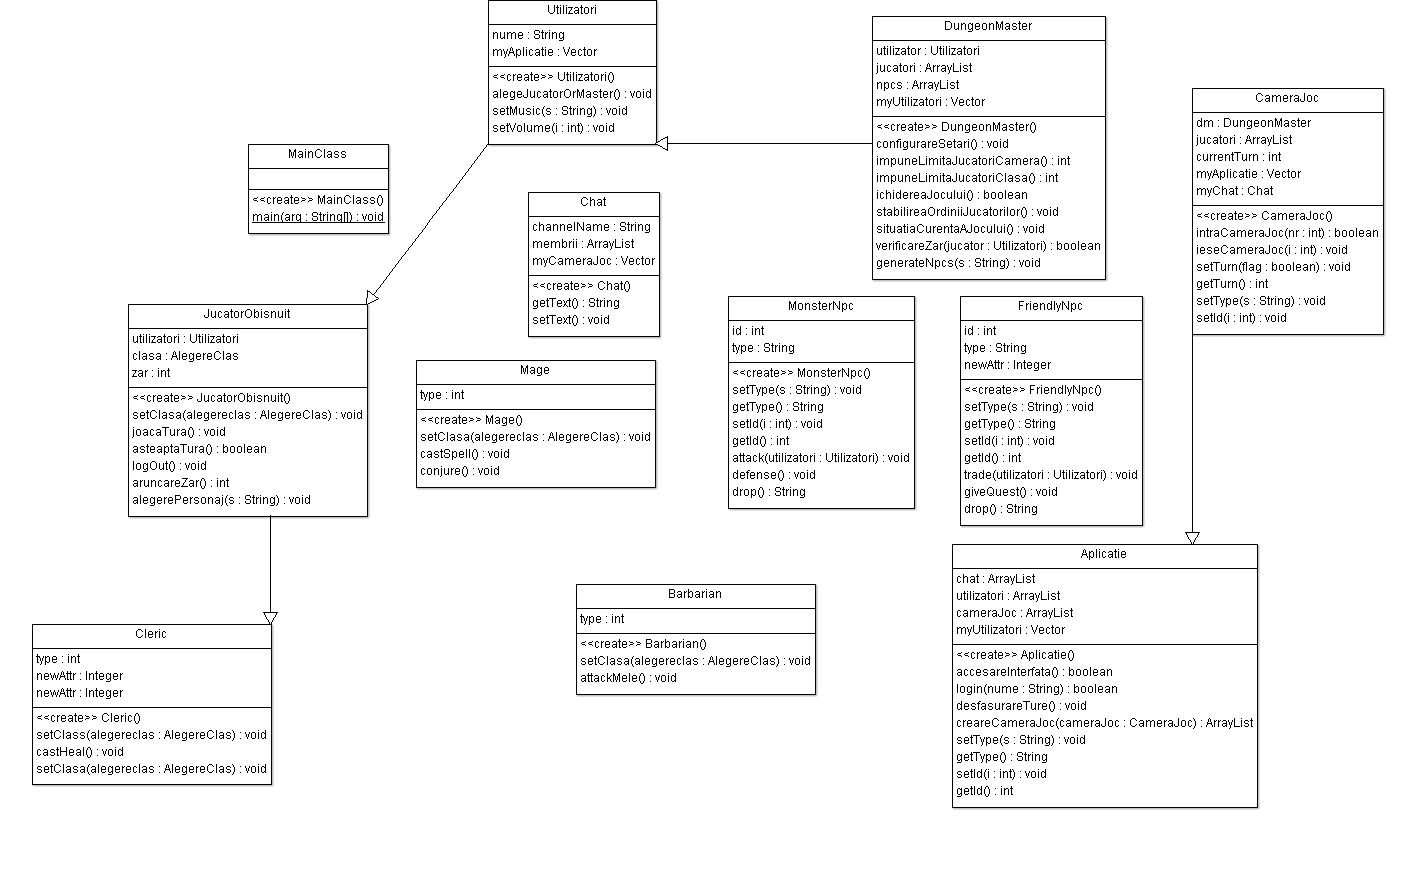 Utilizatori
nume : String
myAplicatie : Vector
<<create>> Utilizatori()
alegeJucatorOrMaster() : void
setMusic(s : String) : void
setVolume(i : int) : void
DungeonMaster
utilizator : Utilizatori
jucatori : ArrayList
npcs : ArrayList
myUtilizatori : Vector
<<create>> DungeonMaster()
configurareSetari() : void
impuneLimitaJucatoriCamera() : int
impuneLimitaJucatoriClasa() : int
ichidereaJocului() : boolean
stabilireaOrdiniiJucatorilor() : void
situatiaCurentaAJocului() : void
verificareZar(jucator : Utilizatori) : boolean
generateNpcs(s : String) : void
CameraJoc
dm : DungeonMaster
jucatori : ArrayList
currentTurn : int
myAplicatie : Vector
myChat : Chat
<<create>> CameraJoc()
intraCameraJoc(nr : int) : boolean
ieseCameraJoc(i : int) : void
setTurn(flag : boolean) : void
getTurn() : int
setType(s : String) : void
setId(i : int) : void
MainClass
<<create>> MainClass()
main(arg : String[]) : void
Chat
channelName : String
membrii : ArrayList
myCameraJoc : Vector
<<create>> Chat()
getText() : String
setText() : void
JucatorObisnuit
utilizatori : Utilizatori
clasa : AlegereClas
zar : int
<<create>> JucatorObisnuit()
setClasa(alegereclas : AlegereClas) : void
joacaTura() : void
asteaptaTura() : boolean
logOut() : void
aruncareZar() : int
alegerePersonaj(s : String) : void
Mage
type : int
<<create>> Mage()
setClasa(alegereclas : AlegereClas) : void
castSpell() : void
conjure() : void
MonsterNpc
id : int
type : String
<<create>> MonsterNpc()
setType(s : String) : void
getType() : String
setId(i : int) : void
getId() : int
attack(utilizatori : Utilizatori) : void
defense() : void
drop() : String
FriendlyNpc
id : int
type : String
newAttr : Integer
<<create>> FriendlyNpc()
setType(s : String) : void
getType() : String
setId(i : int) : void
getId() : int
trade(utilizatori : Utilizatori) : void
giveQuest() : void
drop() : String
Aplicatie
chat : ArrayList
utilizatori : ArrayList
cameraJoc : ArrayList
myUtilizatori : Vector
<<create>> Aplicatie()
accesareInterfata() : boolean
login(nume : String) : boolean
desfasurareTure() : void
creareCameraJoc(cameraJoc : CameraJoc) : ArrayList
setType(s : String) : void
getType() : String
setId(i : int) : void
getId() : int
Barbarian
type : int
<<create>> Barbarian()
setClasa(alegereclas : AlegereClas) : void
attackMele() : void
Cleric
type : int
newAttr : Integer
newAttr : Integer
<<create>> Cleric()
setClass(alegereclas : AlegereClas) : void
castHeal() : void
setClasa(alegereclas : AlegereClas) : void